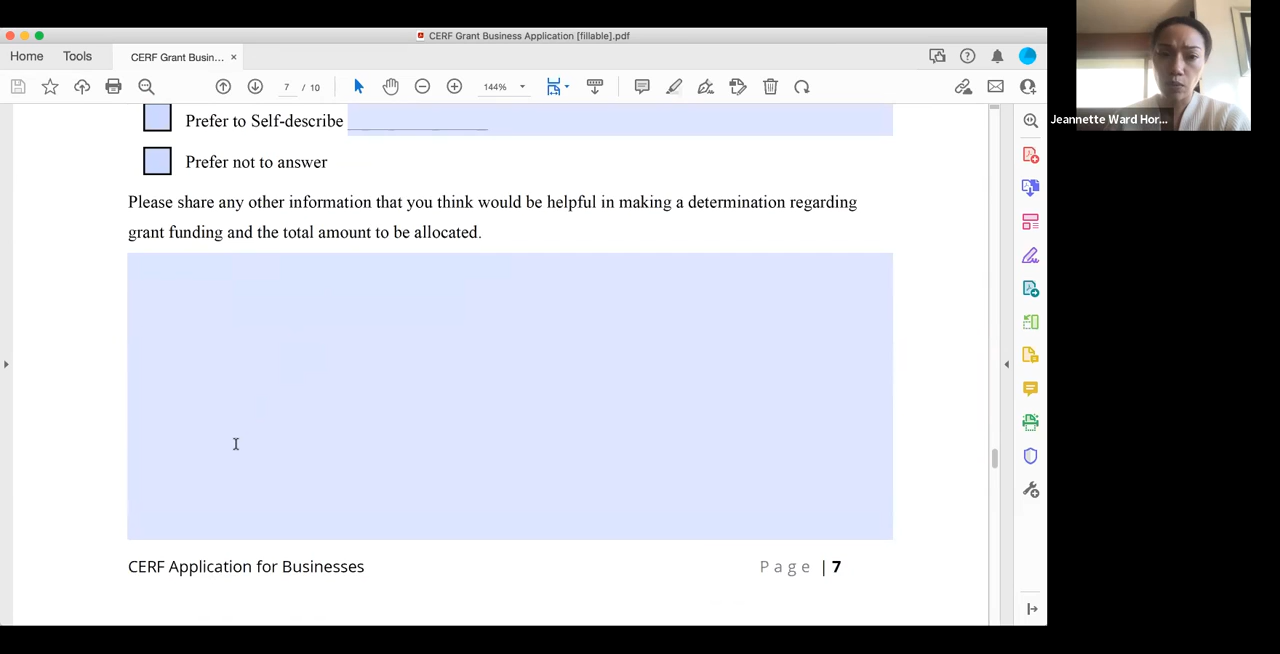 CERF Grant Business Application [fillable].pdf
Home Tools CERF Grant Busin... ×
7 / 10 144%
Prefer to Self-describe
Prefer not to answer
Please share any other information that you think would be helpful in making a determination regarding
grant funding and the total amount to be allocated.
CERF Application for Businesses Page | 7
Jeannette Ward Hor...